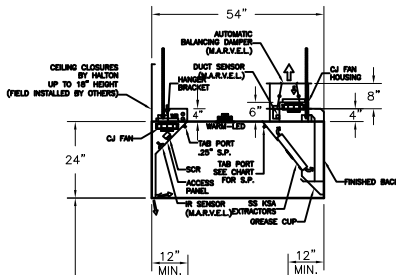 54"
AUTOMATIC
BALANCING DAMPER
(M.A.R.V.E.L.)
DUCT SENSOR
(M.A.R.V.E.L.)
CJ FAN
HOUSING
CEILING CLOSURES
BY HALTON
UP TO 18" HEIGHT
(FIELD INSTALLED BY OTHERS)
HANGER
BRACKET
8"
4"
6"
4"
WARM-LED
CJ FAN
TAB PORT
.25" S.P.
TAB PORT
SEE CHART
FOR S.P.
24"
SCR
ACCESS
PANEL
FINISHED BACK
IR SENSOR
(M.A.R.V.E.L.)
SS KSA
EXTRACTORS
GREASE CUP
12"
MIN.
12"
MIN.